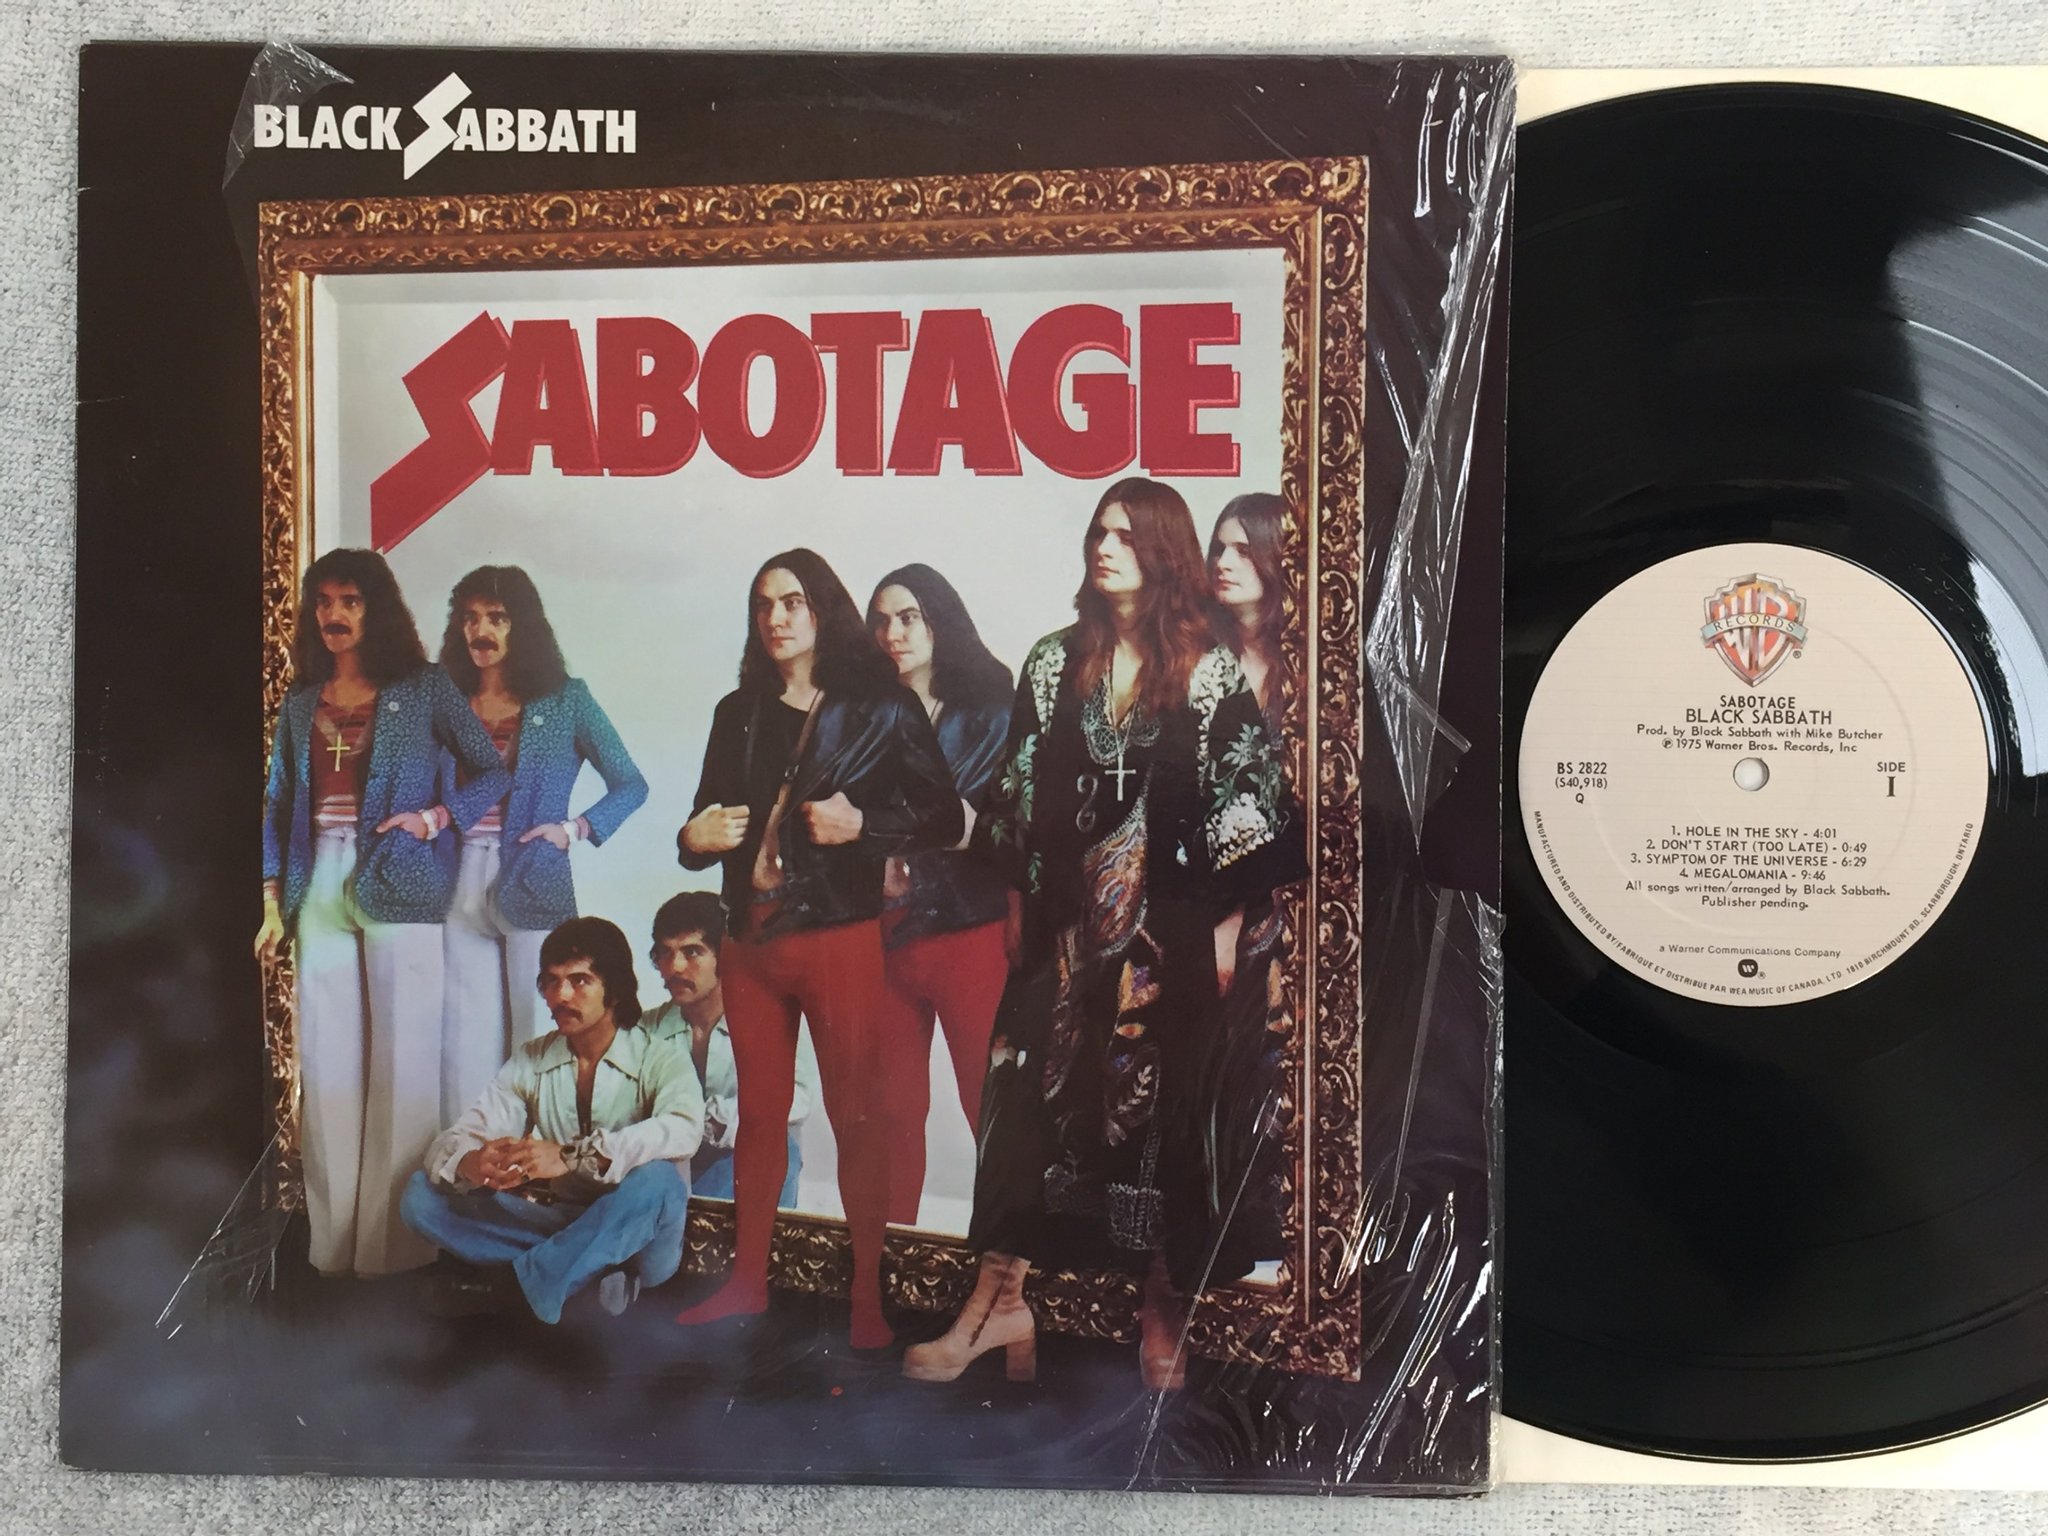 BLACK SABBATH
SABOTAGE
WB
RECORDS
®
SABOTAGE
BLACK SABBATH
Prod. by Black Sabbath with Mike Butcher
℗ 1975 Warner Bros. Records, Inc
BS 2822
(S40,918)
Q
SIDE
I
1. HOLE IN THE SKY - 4:01
2. DON'T START (TOO LATE) - 0:49
3. SYMPTOM OF THE UNIVERSE - 6:29
4. MEGALOMANIA - 9:46
All songs written/arranged by Black Sabbath.
Publisher pending.
a Warner Communications Company
®
MANUFACTURED AND DISTRIBUTED BY/FABRIQUE ET DISTRIBUE PAR WEA MUSIC OF CANADA, LTD. 1810 BIRCHMOUNT RD., SCARBOROUGH, ONTARIO